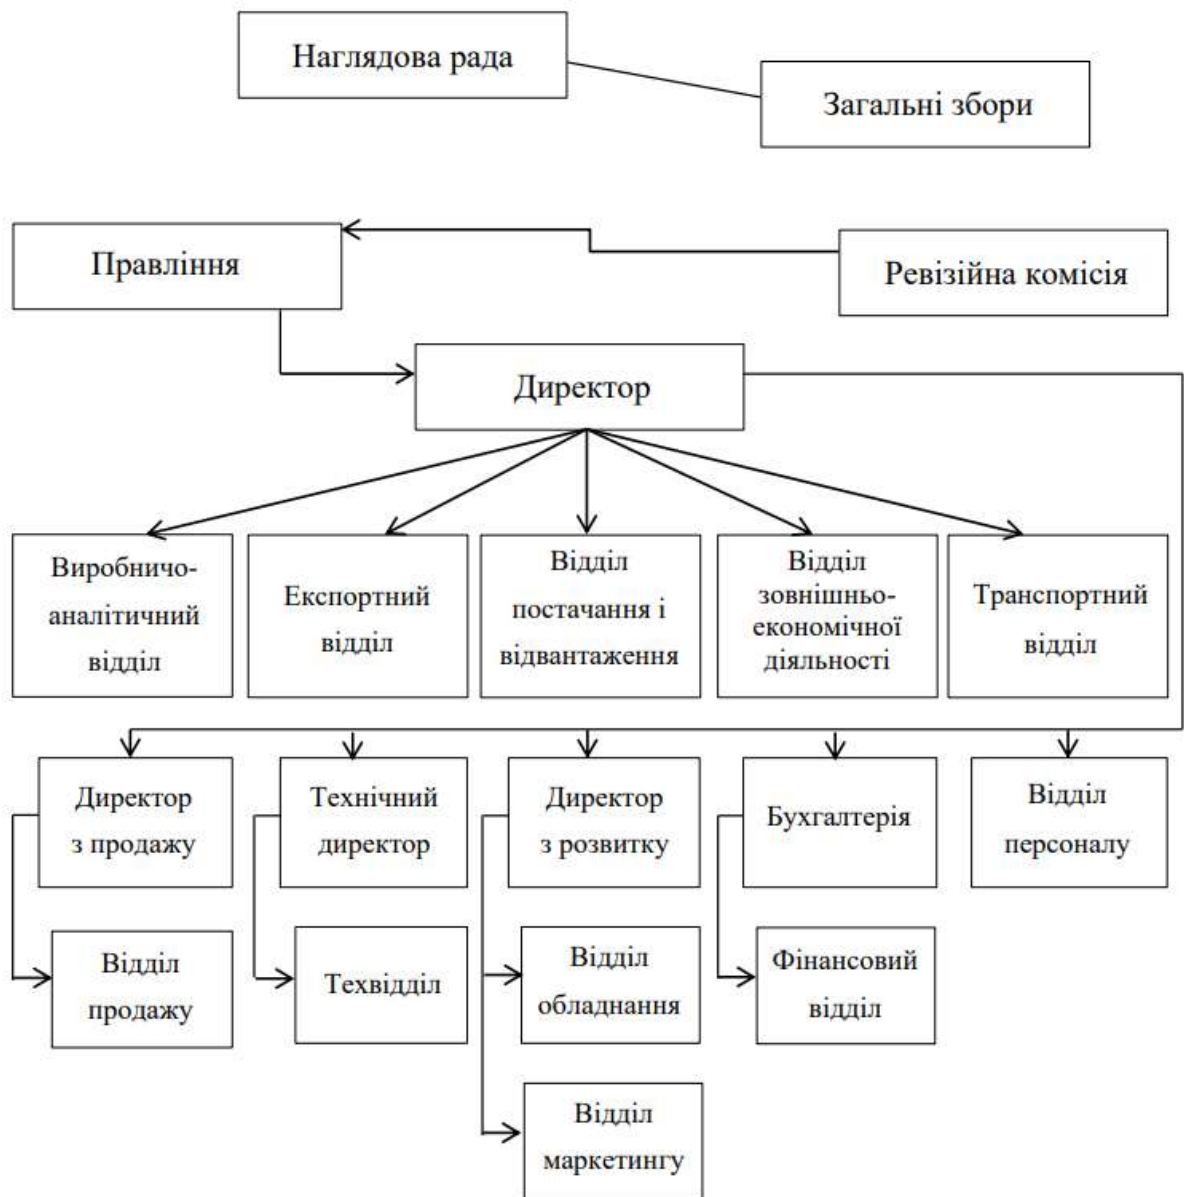 Наглядова рада
Загальні збори
Правління
Ревізійна комісія
Директор
Виробничо-
аналітичний
відділ
Експортний
відділ
Відділ
постачання і
відвантаження
Відділ
зовнішньо-
економічної
діяльності
Транспортний
відділ
Директор
з продажу
Технічний
директор
Директор
з розвитку
Бухгалтерія
Відділ
персоналу
Відділ
продажу
Техвідділ
Відділ
обладнання
Фінансовий
відділ
Відділ
маркетингу